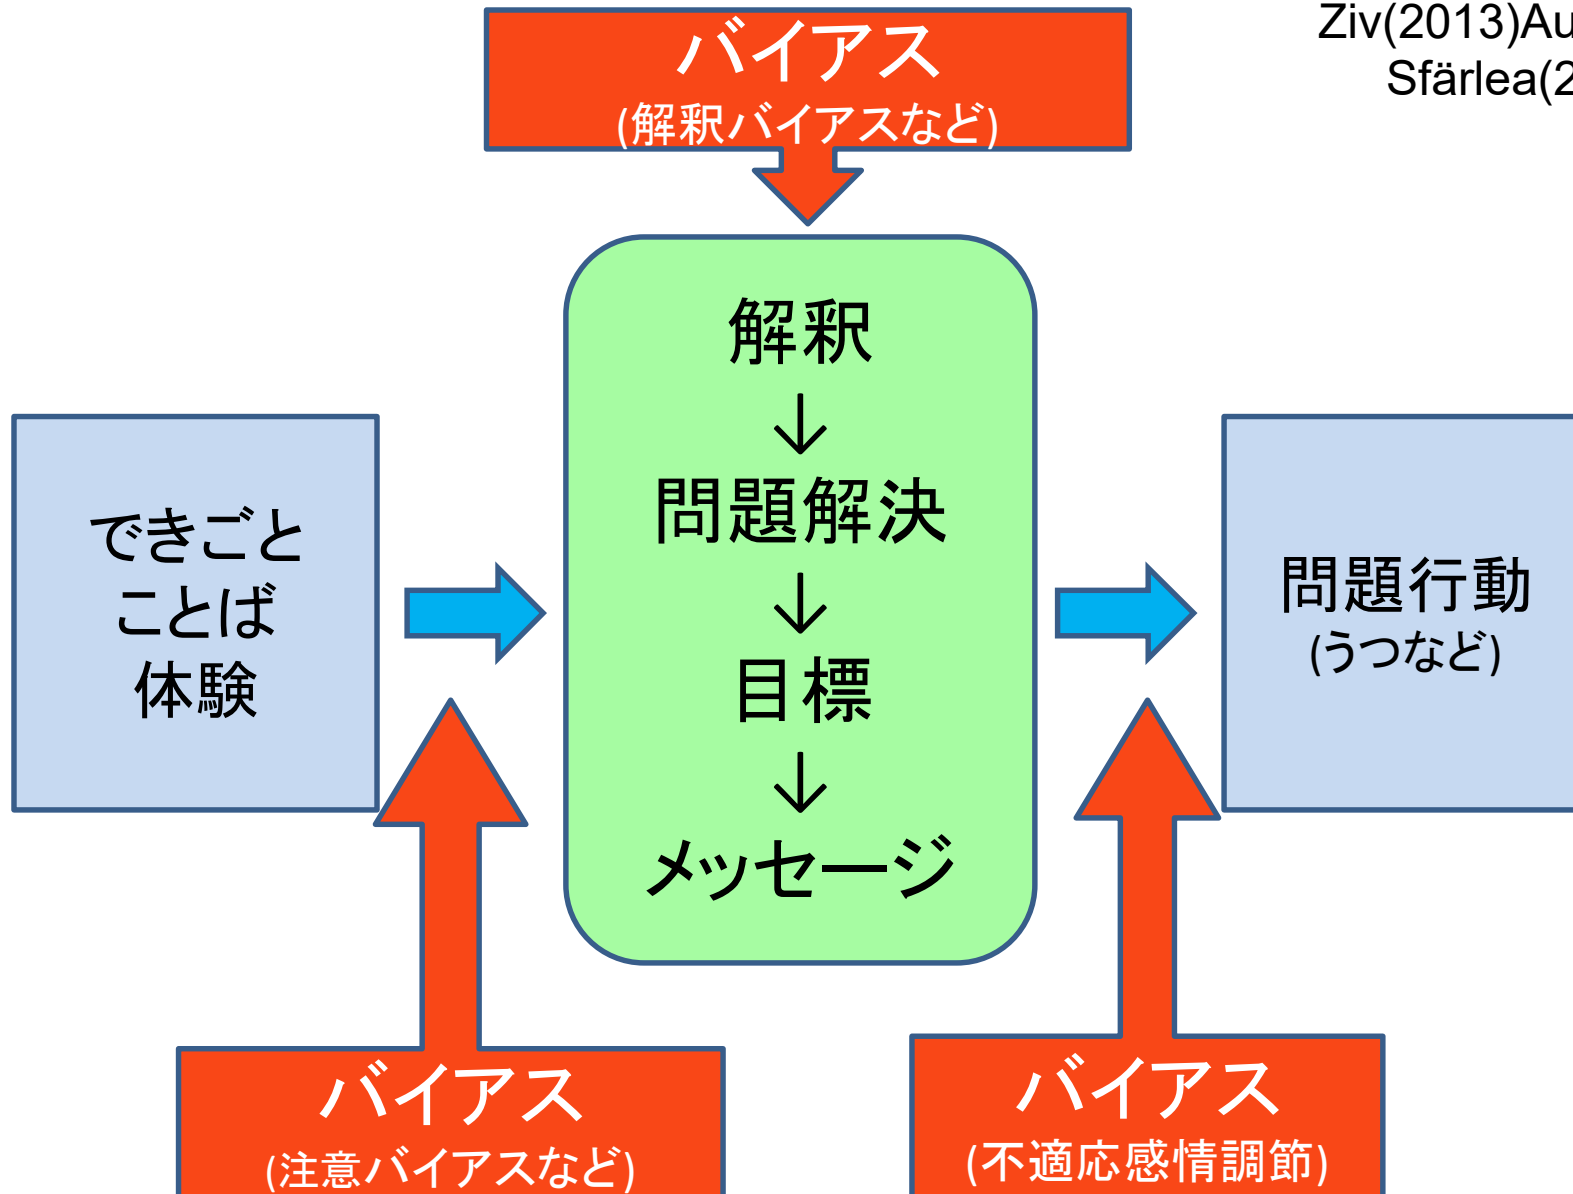 Ziv(2013)Au
Sfärlea(2
バイアス
(解釈バイアスなど)
解釈
↓
問題解決
↓
目標
↓
メッセージ
できごと
ことば
体験
問題行動
(うつなど)
バイアス
(注意バイアスなど)
バイアス
(不適応感情調節)